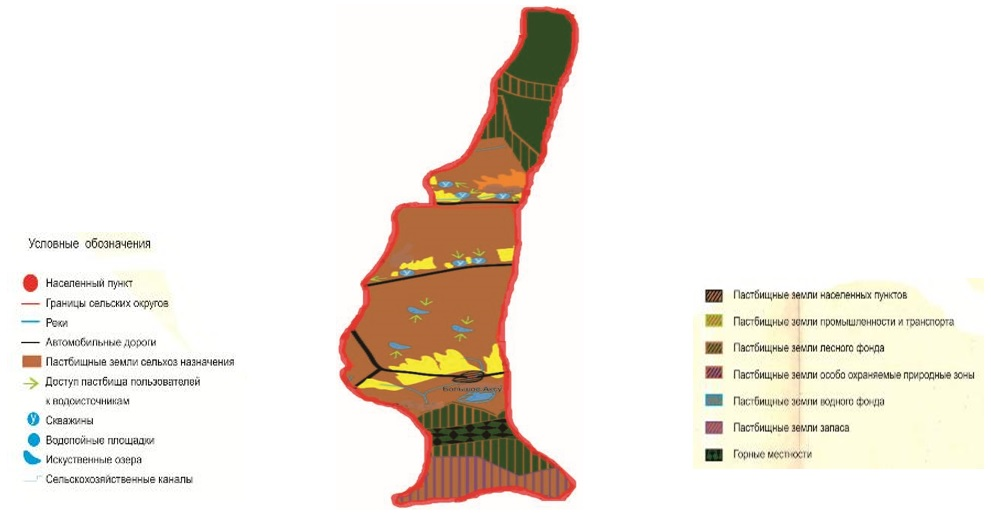 Условные обозначения
Населенный пункт
Границы сельских округов
Реки
Автомобильные дороги
Пастбищные земли сельхоз назначения
Доступ пастбища пользователей
к водоисточникам
У Скважины
Водопойные площадки
Искуственные озера
Сельскохозяйственные каналы
Пастбищные земли населенных пунктов
Пастбищные земли промышленности и транспорта
Пастбищные земли лесного фонда
Пастбищные земли особо охраняемые природные зоны
Пастбищные земли водного фонда
Пастбищные земли запаса
Горные местности
У
У
У
У
У
У